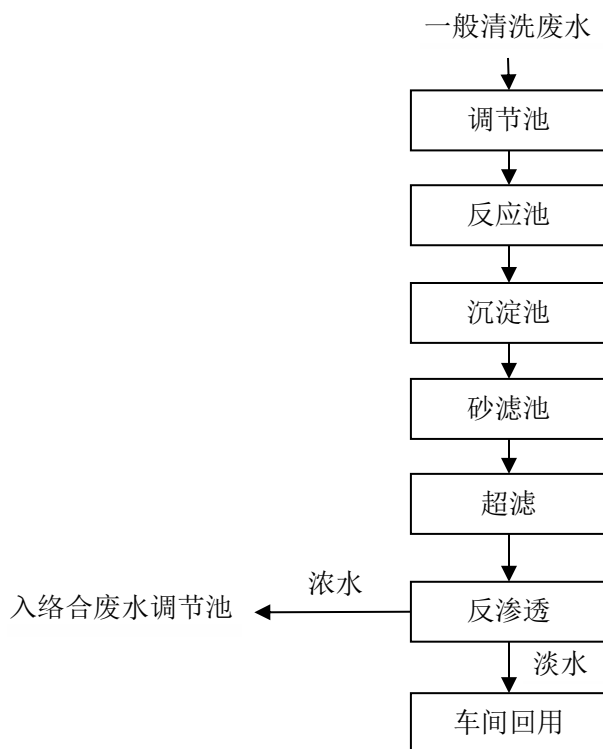 一般清洗废水
调节池
反应池
沉淀池
砂滤池
超滤
浓水
入络合废水调节池
反渗透
淡水
车间回用